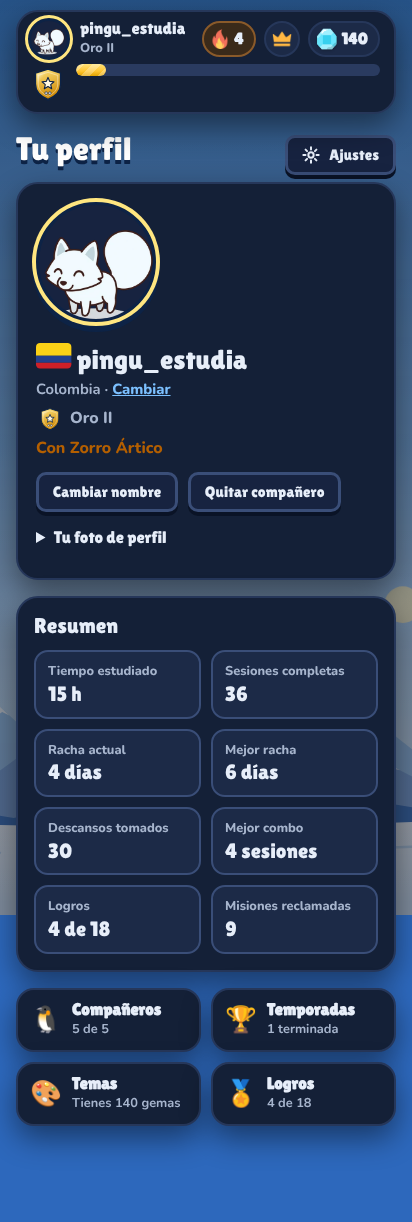 pingu_estudia
Oro II
4
140
Tu perfil
Ajustes
pingu_estudia
Colombia · Cambiar
Oro II
Con Zorro Ártico
Cambiar nombre
Quitar compañero
Tu foto de perfil
Resumen
Tiempo estudiado
15 h
Sesiones completas
36
Racha actual
4 días
Mejor racha
6 días
Descansos tomados
30
Mejor combo
4 sesiones
Logros
4 de 18
Misiones reclamadas
9
Compañeros
5 de 5
Temporadas
1 terminada
Temas
Tienes 140 gemas
Logros
4 de 18